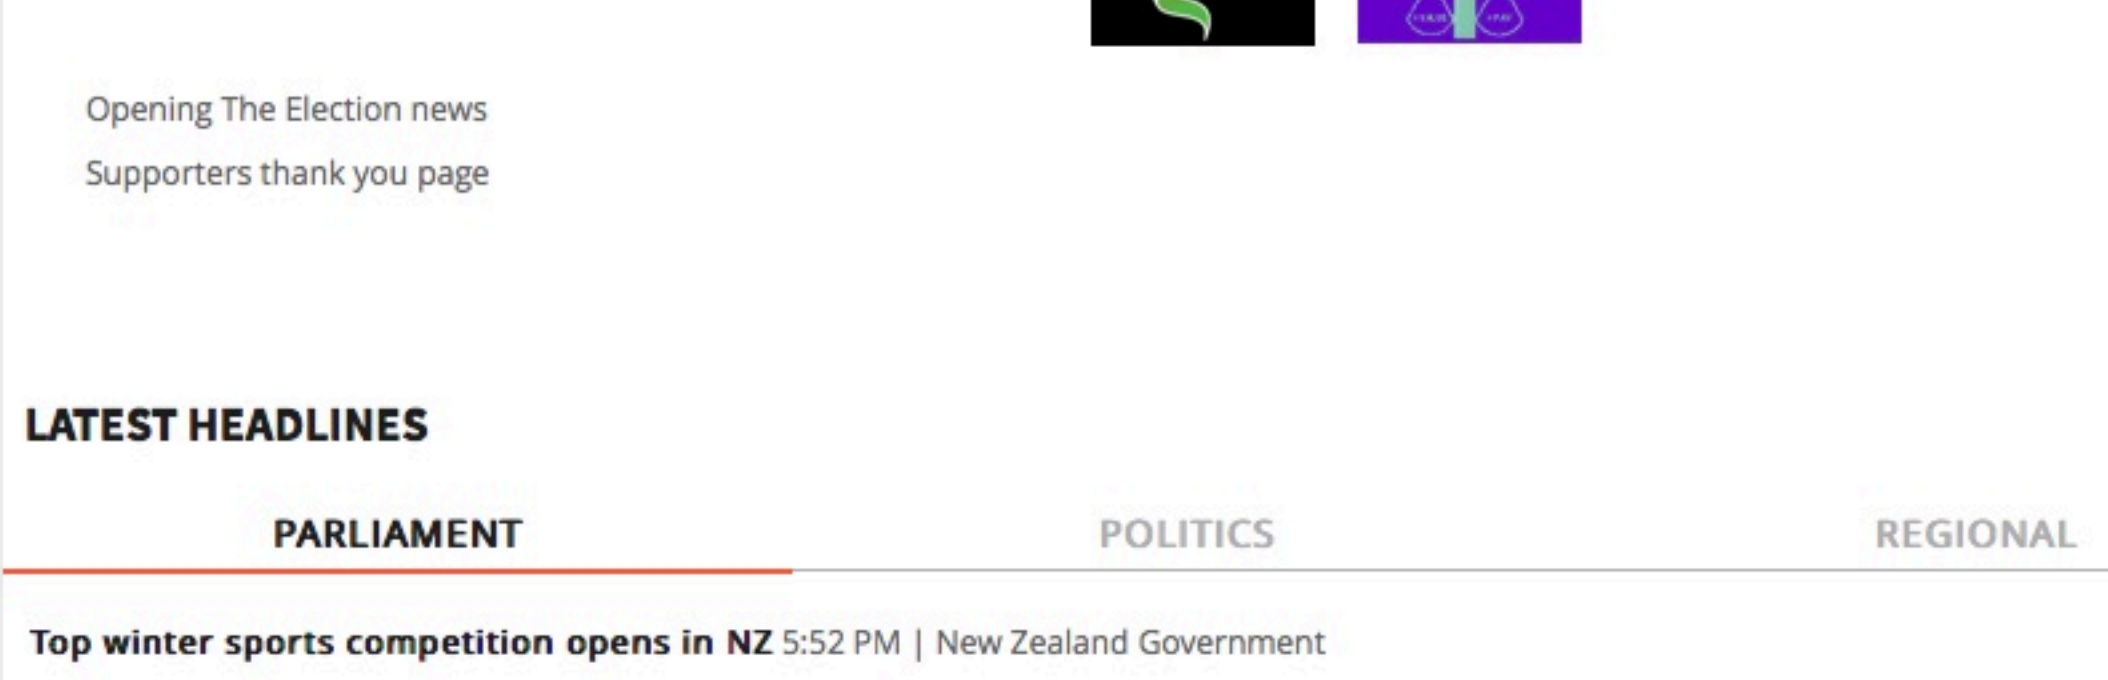 Opening The Election news
Supporters thank you page
LATEST HEADLINES
PARLIAMENT POLITICS REGIONAL
Top winter sports competition opens in NZ 5:52 PM | New Zealand Government